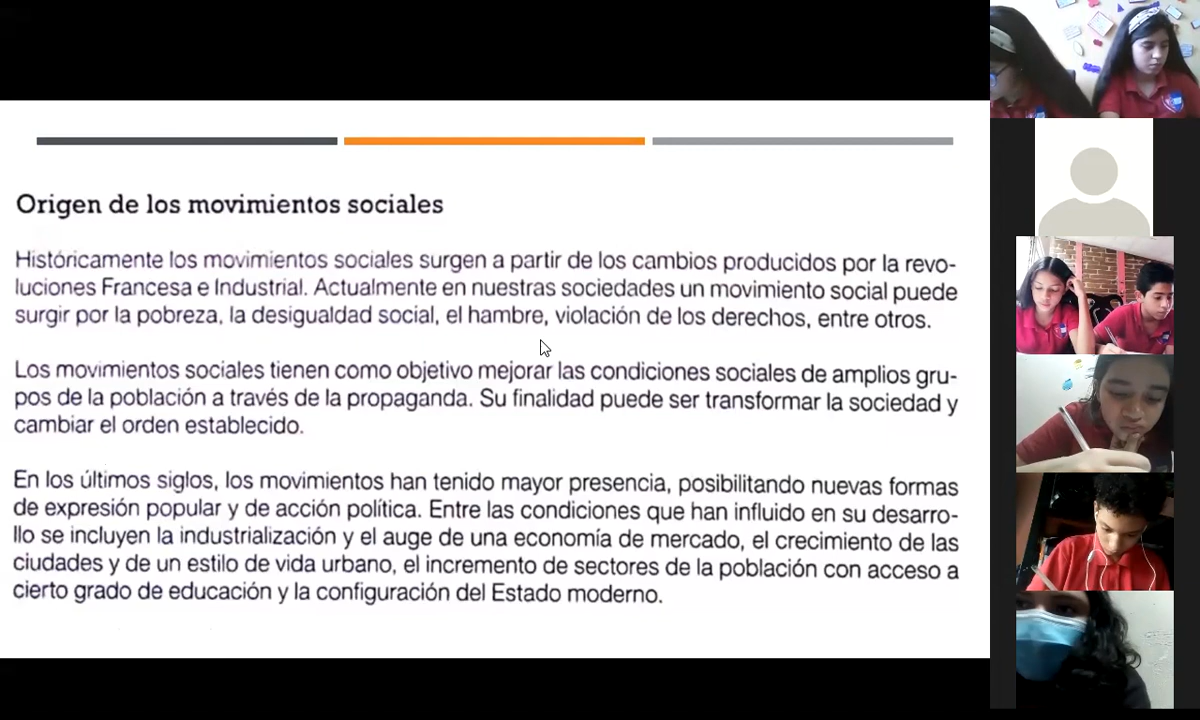 Origen de los movimientos sociales
Históricamente los movimientos sociales surgen a partir de los cambios producidos por la revo-
luciones Francesa e Industrial. Actualmente en nuestras sociedades un movimiento social puede
surgir por la pobreza, la desigualdad social, el hambre, violación de los derechos, entre otros.
Los movimientos sociales tienen como objetivo mejorar las condiciones sociales de amplios gru-
pos de la población a través de la propaganda. Su finalidad puede ser transformar la sociedad y
cambiar el orden establecido.
En los últimos siglos, los movimientos han tenido mayor presencia, posibilitando nuevas formas
de expresión popular y de acción política. Entre las condiciones que han influido en su desarro-
llo se incluyen la industrialización y el auge de una economía de mercado, el crecimiento de las
ciudades y de un estilo de vida urbano, el incremento de sectores de la población con acceso a
cierto grado de educación y la configuración del Estado moderno.